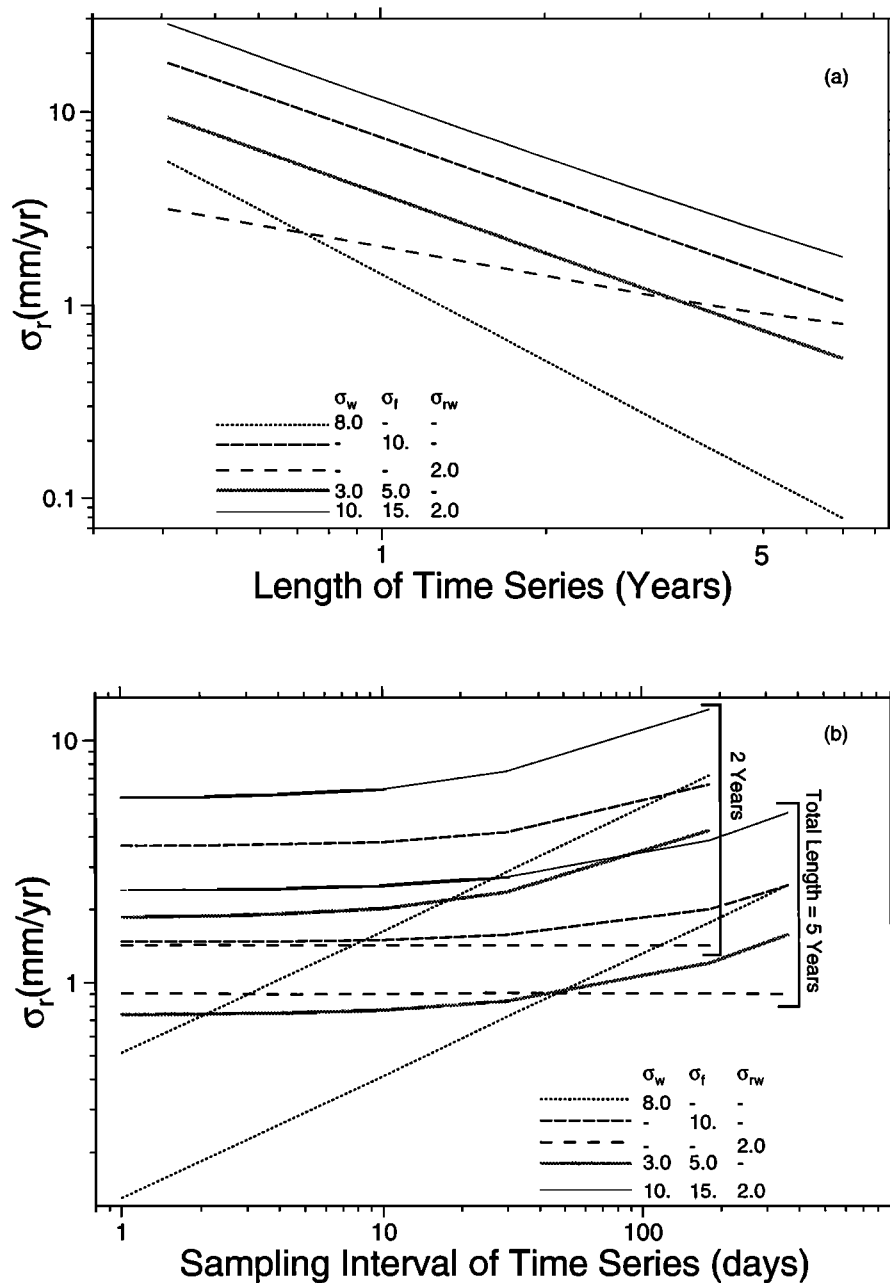 (a)
10
1
0.1
σr(mm/yr)
σw σf σrw
8.0 - -
- 10. -
- - 2.0
3.0 5.0 -
10. 15. 2.0
1 5
Length of Time Series (Years)
(b)
10
1
σr(mm/yr)
2 Years
Total Length = 5 Years
σw σf σrw
8.0 - -
- 10. -
- - 2.0
3.0 5.0 -
10. 15. 2.0
1 10 100
Sampling Interval of Time Series (days)